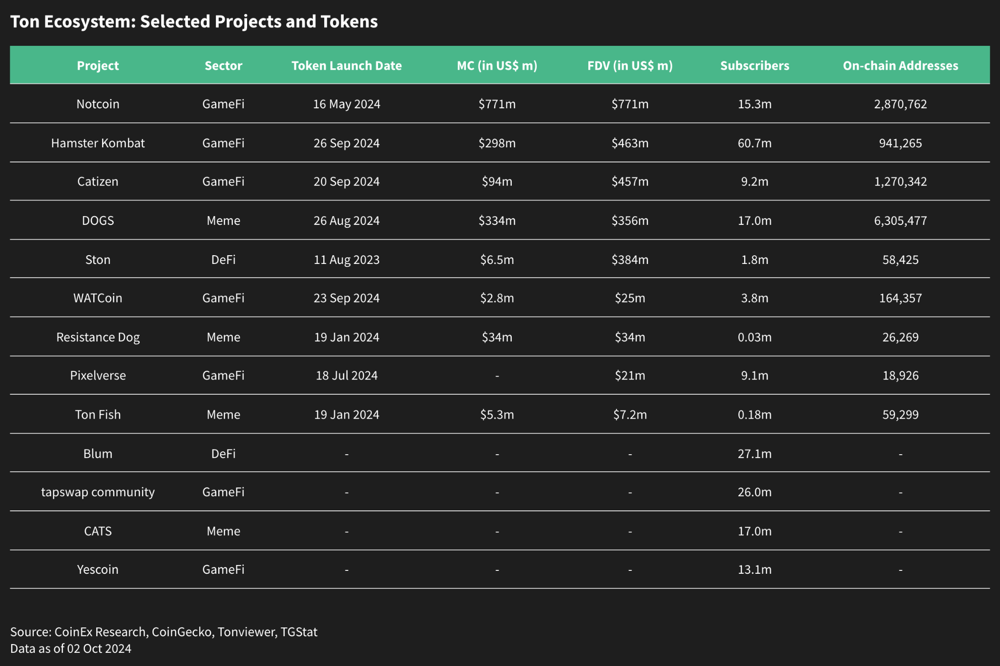 Ton Ecosystem: Selected Projects and Tokens
Project Sector Token Launch Date MC (in US$ m) FDV (in US$ m) Subscribers On-chain Addresses
Notcoin GameFi 16 May 2024 $771m $771m 15.3m 2,870,762
Hamster Kombat GameFi 26 Sep 2024 $298m $463m 60.7m 941,265
Catizen GameFi 20 Sep 2024 $94m $457m 9.2m 1,270,342
DOGS Meme 26 Aug 2024 $334m $356m 17.0m 6,305,477
Ston DeFi 11 Aug 2023 $6.5m $384m 1.8m 58,425
WATCoin GameFi 23 Sep 2024 $2.8m $25m 3.8m 164,357
Resistance Dog Meme 19 Jan 2024 $34m $34m 0.03m 26,269
Pixelverse GameFi 18 Jul 2024 - $21m 9.1m 18,926
Ton Fish Meme 19 Jan 2024 $5.3m $7.2m 0.18m 59,299
Blum DeFi - - - 27.1m -
tapswap community GameFi - - - 26.0m -
CATS Meme - - - 17.0m -
Yescoin GameFi - - - 13.1m -
Source: CoinEx Research, CoinGecko, Tonviewer, TGStat
Data as of 02 Oct 2024